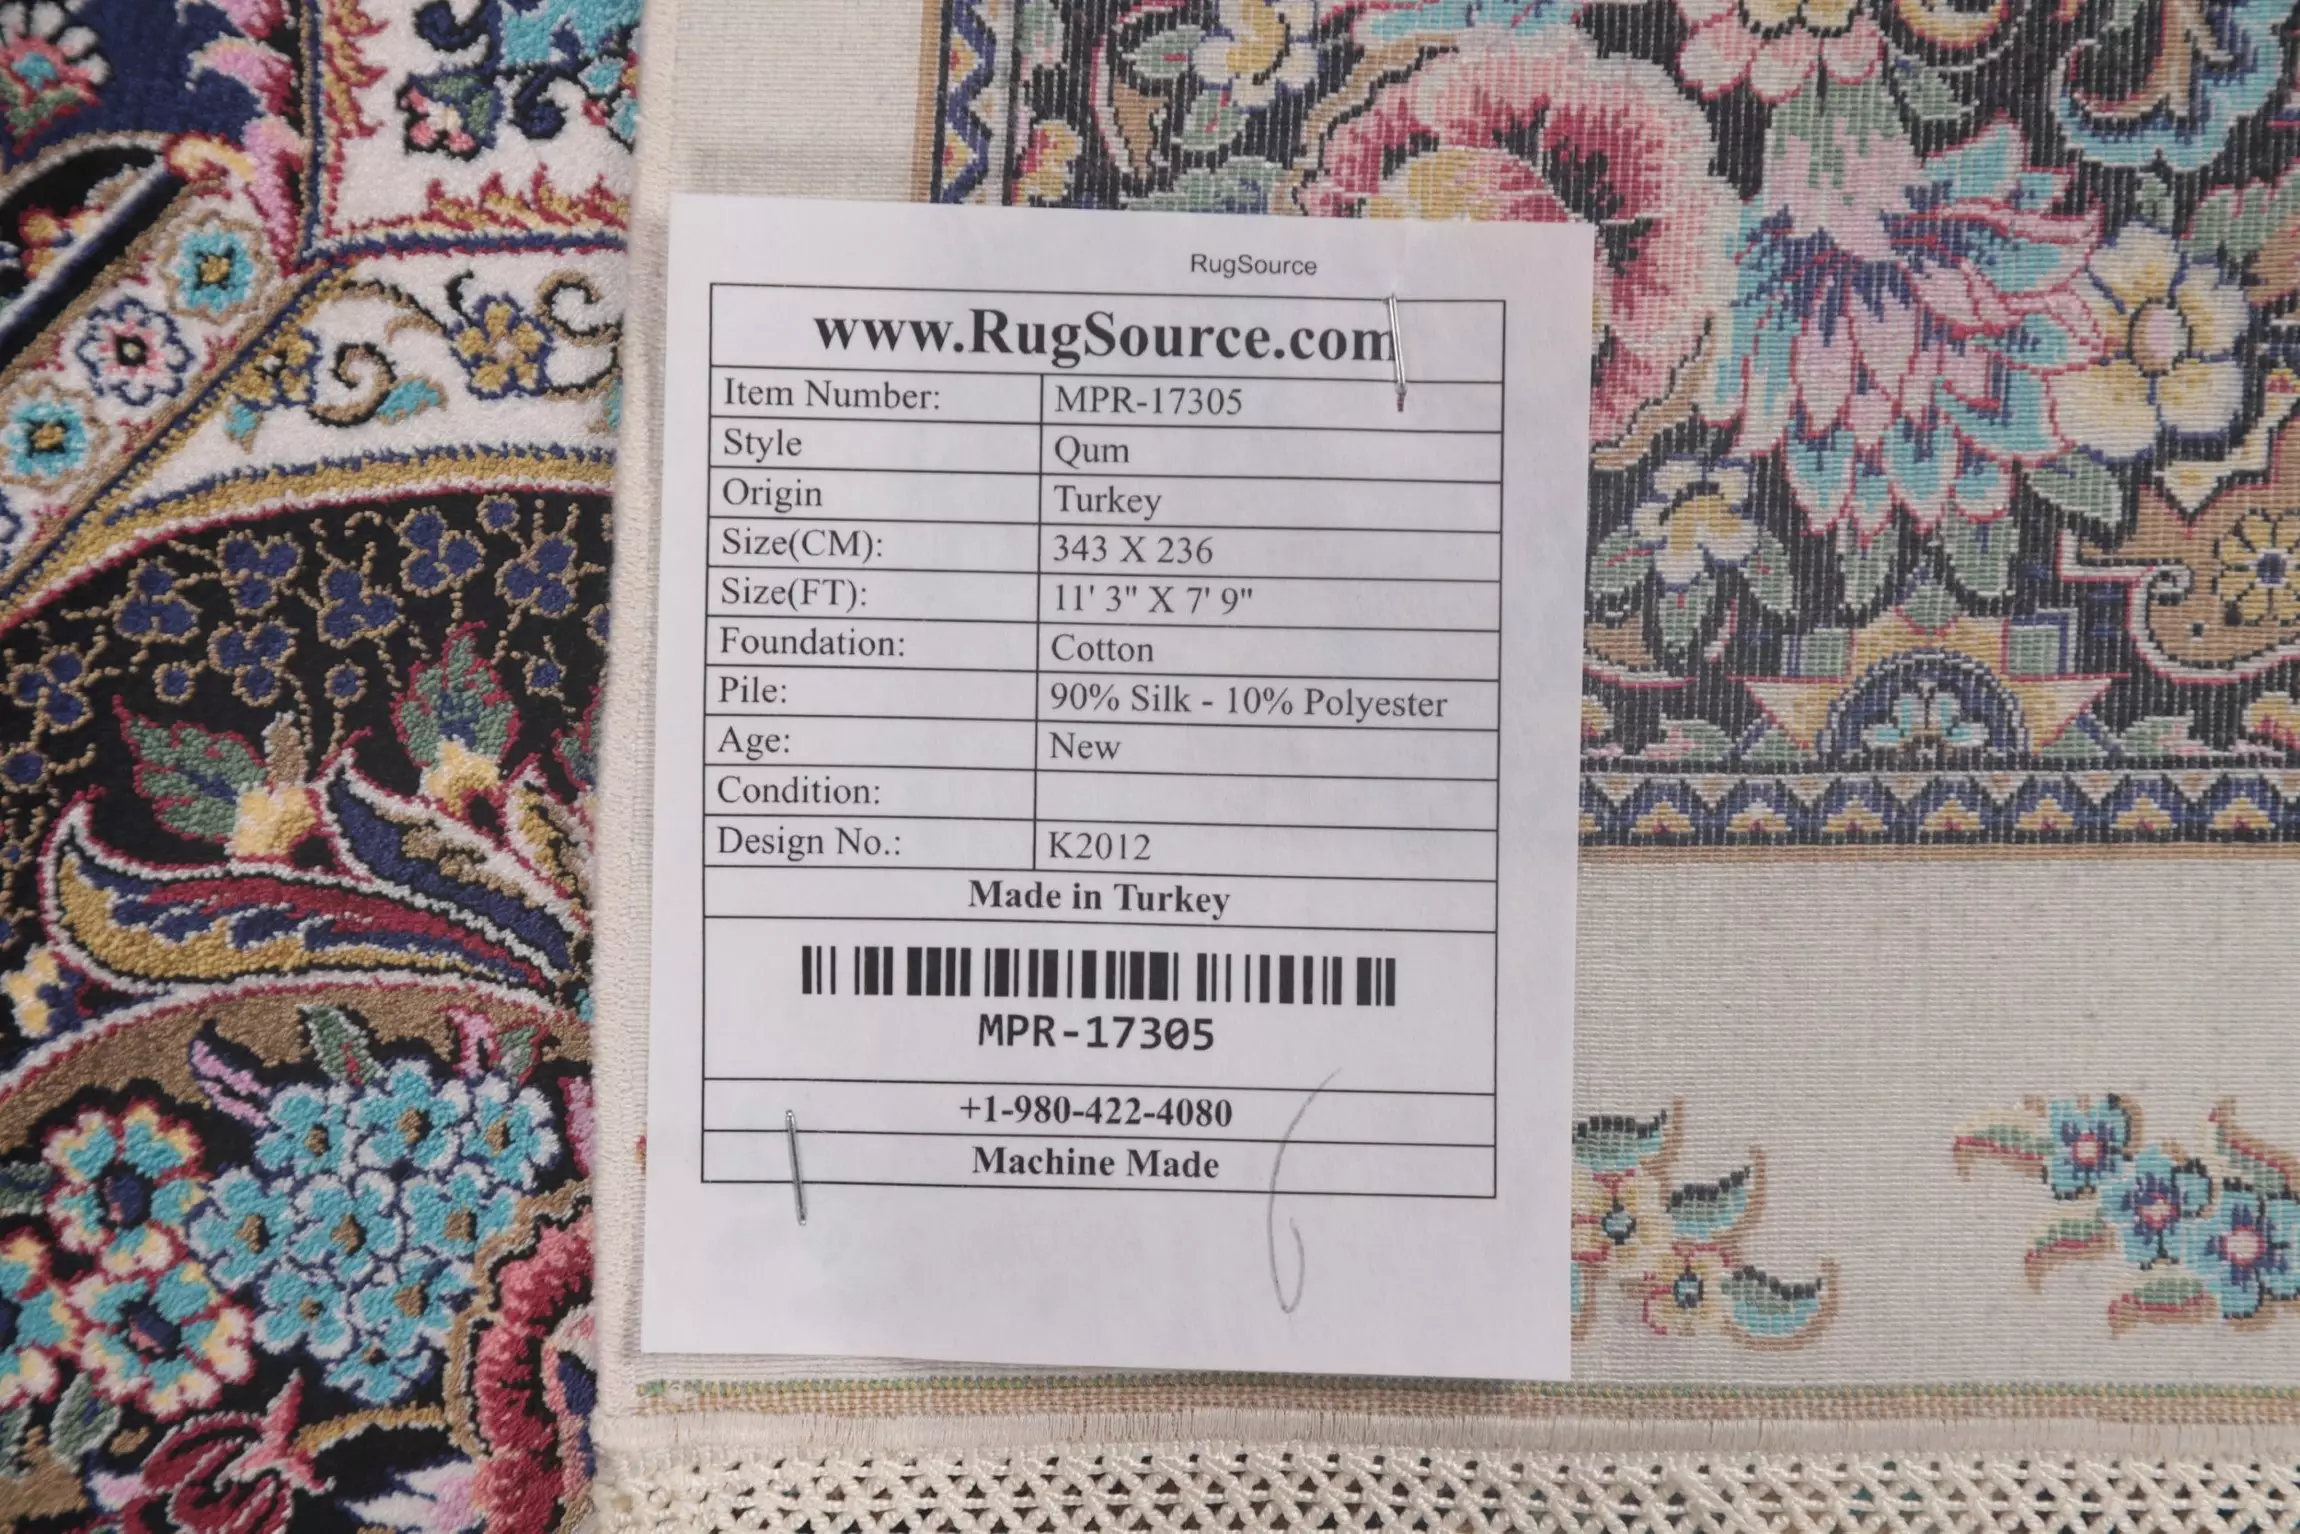 RugSource
www.RugSource.com
Item Number: MPR-17305
Style Qum
Origin Turkey
Size(CM): 343 X 236
Size(FT): 11' 3" X 7' 9"
Foundation: Cotton
Pile: 90% Silk - 10% Polyester
Age: New
Condition:
Design No.: K2012
Made in Turkey
MPR-17305
+1-980-422-4080
Machine Made